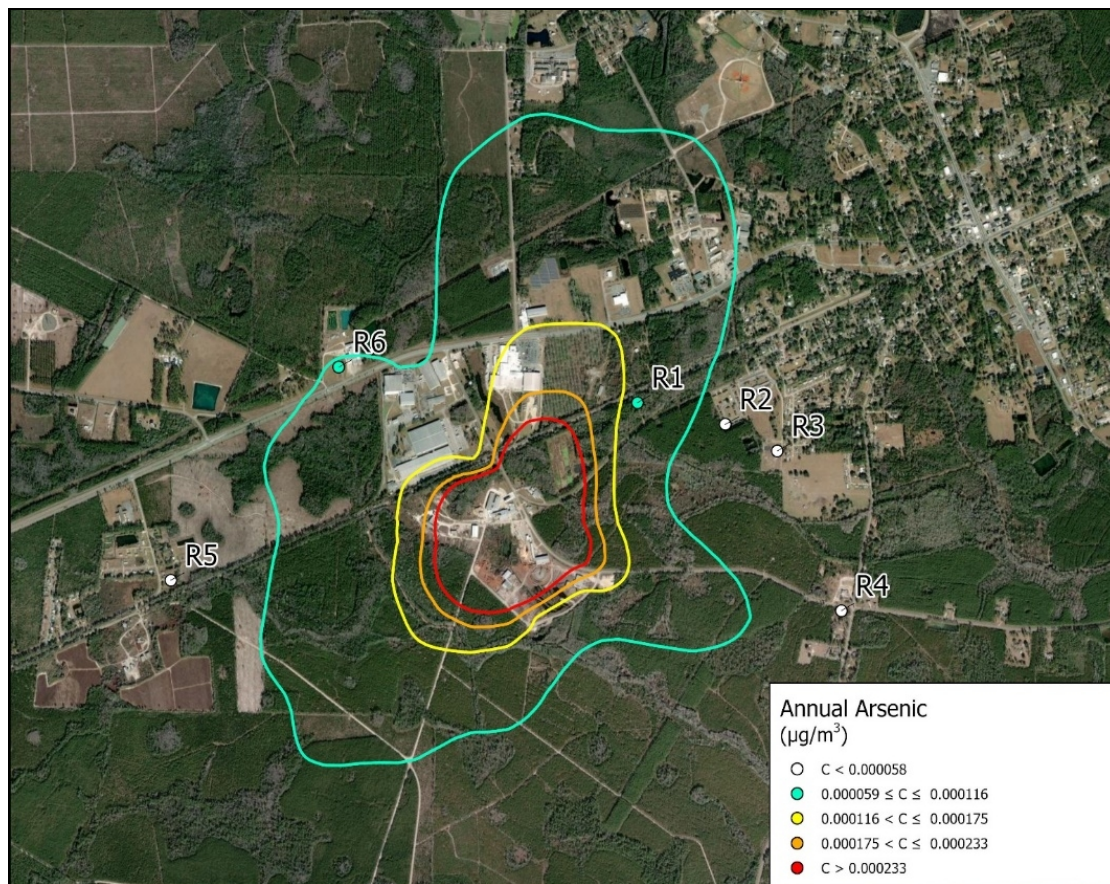 R6
R1
R2
R3
R5
R4
Annual Arsenic
(µg/m³)
C < 0.000058
0.000059 ≤ C ≤ 0.000116
0.000116 < C ≤ 0.000175
0.000175 < C ≤ 0.000233
C > 0.000233